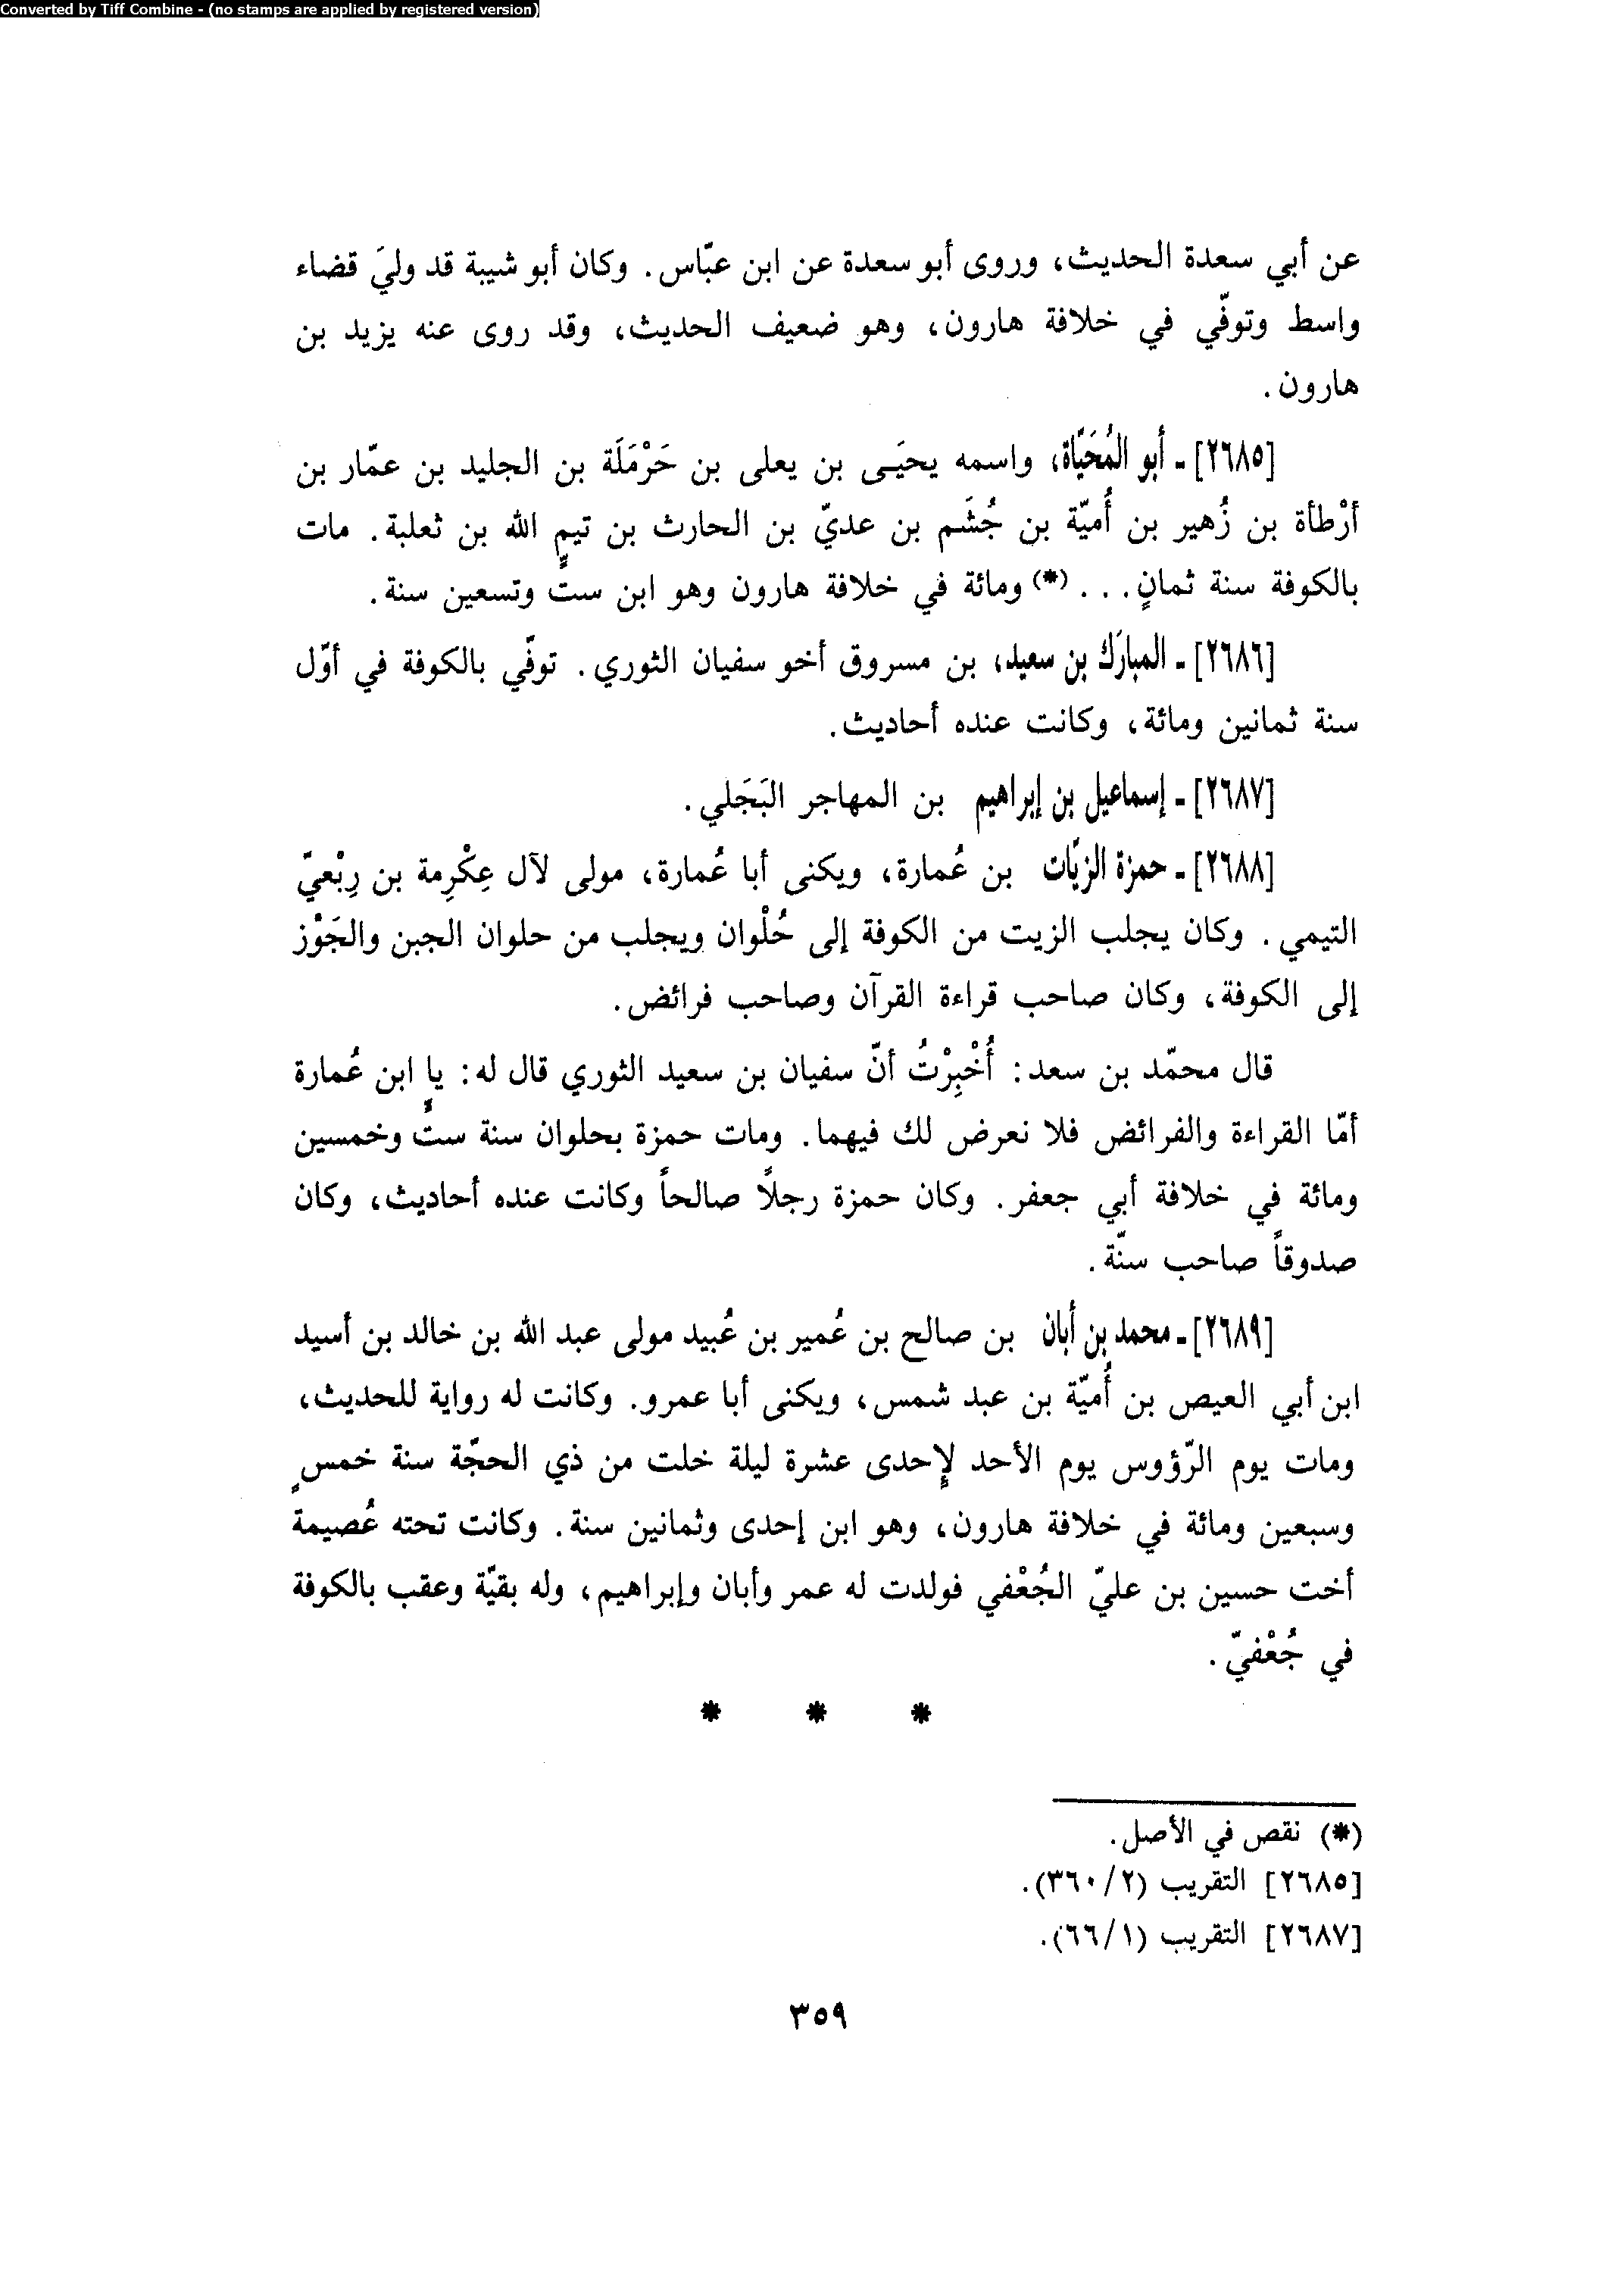 Converted by Tiff Combine - (no stamps are applied by registered version)
عن أبي سعدة الحديث، وروى أبو سعدة عن ابن عبّاس. وكان أبو شيبة قد وليَ قضاء
واسط وتوفّي في خلافة هارون، وهو ضعيف الحديث، وقد روى عنه يزيد بن
هارون.
[٢٦٨٥] - أبو المُحَيّاة، واسمه يحيَـى بن يعلى بن حَرْمَلَة بن الجليد بن عمّار بن
أرْطأة بن زُهير بن أُميّة بن جُشَم بن عديّ بن الحارث بن تيمٍ الله بن ثعلبة. مات
بالكوفة سنة ثمانٍ... (*) ومائة في خلافة هارون وهو ابن ستٍّ وتسعين سنة.
[٢٦٨٦] - المبارَك بن سعيد، بن مسروق أخو سفيان الثوري. توفّي بالكوفة في أوّل
سنة ثمانين ومائة، وكانت عنده أحاديث.
[٢٦٨٧] - إسماعيل بن إبراهيم بن المهاجر البَجَلي.
[٢٦٨٨] - حمزة الزيّات بن عُمارة، ويكنى أبا عُمارة، مولى لآل عِكْرِمة بن رِبْعيّ
التيمي. وكان يجلب الزيت من الكوفة إلى حُلْوان ويجلب من حلوان الجبن والجَوْز
إلى الكوفة، وكان صاحب قراءة القرآن وصاحب فرائض.
قال محمّد بن سعد: أُخْبِرْتُ أنّ سفيان بن سعيد الثوري قال له: يا ابن عُمارة
أمّا القراءة والفرائض فلا نعرض لك فيهما. ومات حمزة بحلوان سنة ستٍّ وخمسين
ومائة في خلافة أبي جعفر. وكان حمزة رجلاً صالحاً وكانت عنده أحاديث، وكان
صدوقاً صاحب سنّة.
[٢٦٨٩] - محمد بن أبان بن صالح بن عُمير بن عُبيد مولى عبد الله بن خالد بن أسيد
ابن أبي العيص بن أُميّة بن عبد شمس، ويكنى أبا عمرو. وكانت له رواية للحديث،
ومات يوم الرّؤوس يوم الأحد لإحدى عشرة ليلة خلت من ذي الحجّة سنة خمسٍ
وسبعين ومائة في خلافة هارون، وهو ابن إحدى وثمانين سنة. وكانت تحته عُصيمة
أخت حسين بن عليّ الجُعْفي فولدت له عمر وأبان وإبراهيم، وله بقيّة وعقب بالكوفة
في جُعْفيّ.
* * *
(*) نقص في الأصل.
[٢٦٨٥] التقريب (٢/ ٣٦٠).
[٢٦٨٧] التقريب (١/ ٦٦).
٣٥٩